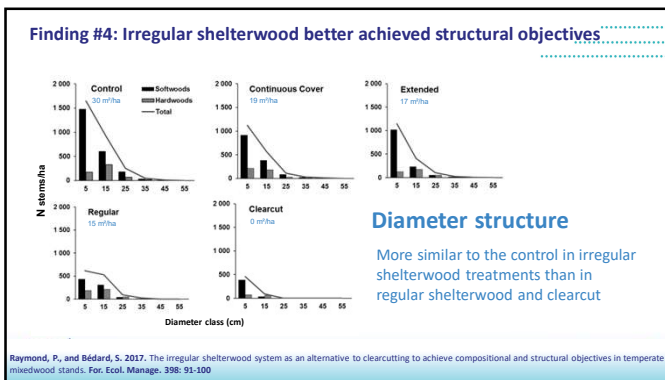 Finding #4: Irregular shelterwood better achieved structural objectives
2 000
1 500
1 000
500
0
Control
30 m²/ha
Softwoods
Hardwoods
Total
5 15 25 35 45 55
2 000
1 500
1 000
500
0
Continuous Cover
19 m²/ha
5 15 25 35 45 55
2 000
1 500
1 000
500
0
Extended
17 m²/ha
5 15 25 35 45 55
N stems/ha
2 000
1 500
1 000
500
0
Regular
15 m²/ha
5 15 25 35 45 55
2 000
1 500
1 000
500
0
Clearcut
0 m²/ha
5 15 25 35 45 55
Diameter class (cm)
Diameter structure
More similar to the control in irregular
shelterwood treatments than in
regular shelterwood and clearcut
Raymond, P., and Bédard, S. 2017. The irregular shelterwood system as an alternative to clearcutting to achieve compositional and structural objectives in temperate
mixedwood stands. For. Ecol. Manage. 398: 91-100